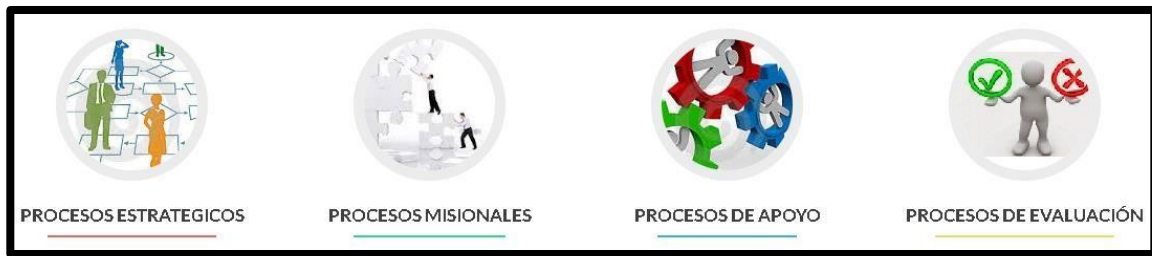 PROCESOS ESTRATEGICOS
PROCESOS MISIONALES
PROCESOS DE APOYO
PROCESOS DE EVALUACIÓN